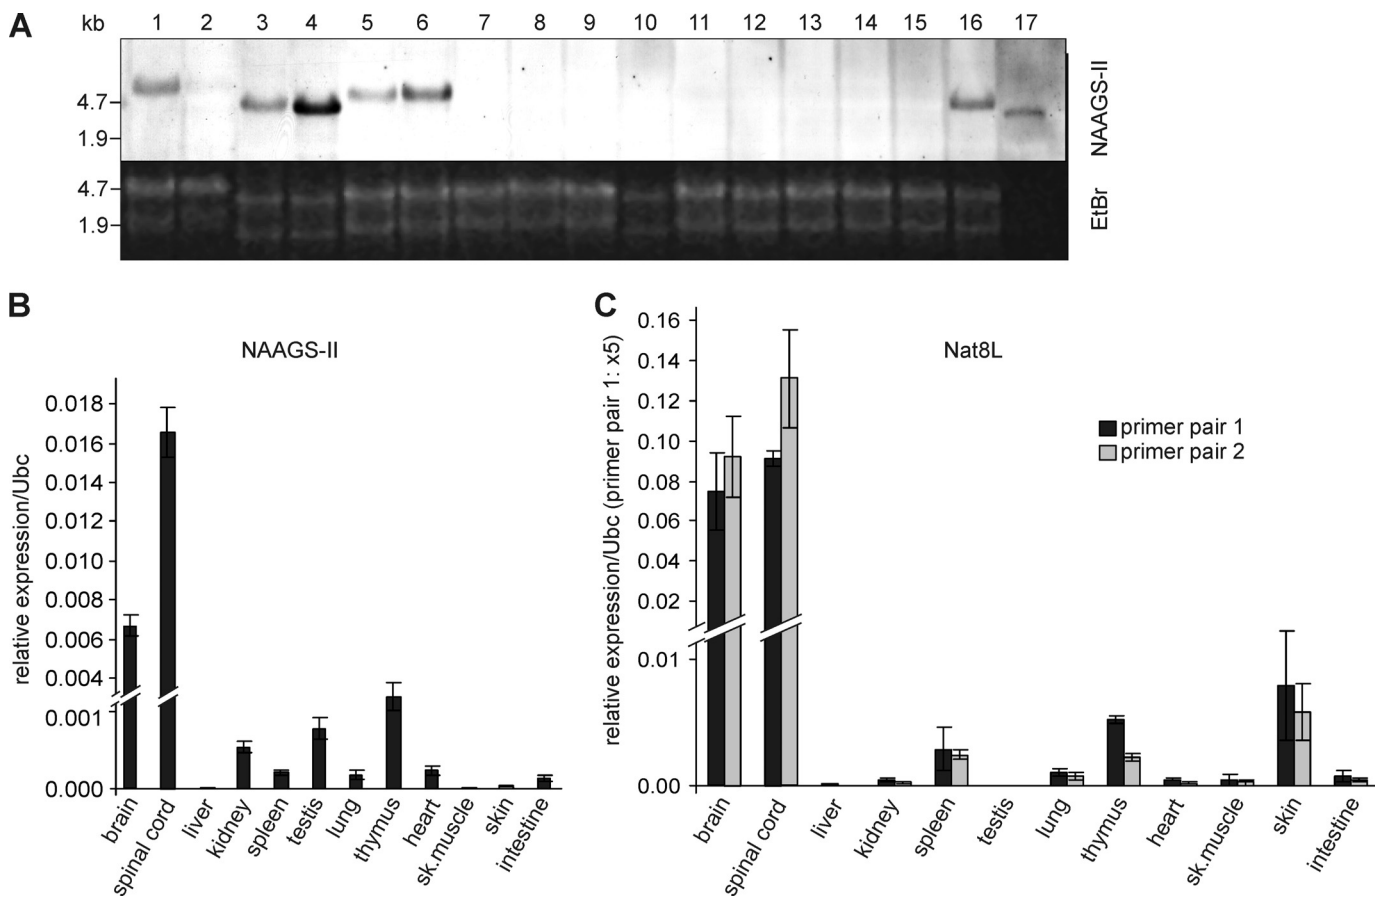 A
kb 1 2 3 4 5 6 7 8 9 10 11 12 13 14 15 16 17
4.7
1.9
NAAGS-II
4.7
1.9
EtBr
B
NAAGS-II
relative expression/Ubc
0.018
0.016
0.014
0.012
0.010
0.008
0.006
0.004
0.001
0.000
brain
spinal cord
liver
kidney
spleen
testis
lung
thymus
heart
sk.muscle
skin
intestine
C
Nat8L
relative expression/Ubc (primer pair 1: x5)
0.16
0.14
0.12
0.10
0.08
0.06
0.04
0.02
0.01
0.00
primer pair 1
primer pair 2
brain
spinal cord
liver
kidney
spleen
testis
lung
thymus
heart
sk.muscle
skin
intestine